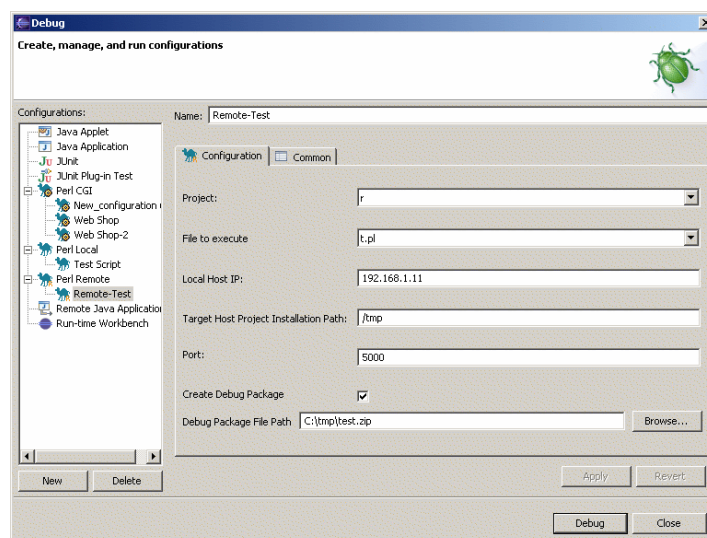 Debug
Create, manage, and run configurations
Configurations:
Java Applet
Java Application
JUnit
JUnit Plug-in Test
Perl CGI
New_configuration
Web Shop
Web Shop-2
Perl Local
Test Script
Perl Remote
Remote-Test
Remote Java Application
Run-time Workbench
New
Delete
Name: Remote-Test
Configuration
Common
Project: r
File to execute t.pl
Local Host IP: 192.168.1.11
Target Host Project Installation Path: /tmp
Port: 5000
Create Debug Package
Debug Package File Path C:\tmp\test.zip Browse...
Apply
Revert
Debug
Close